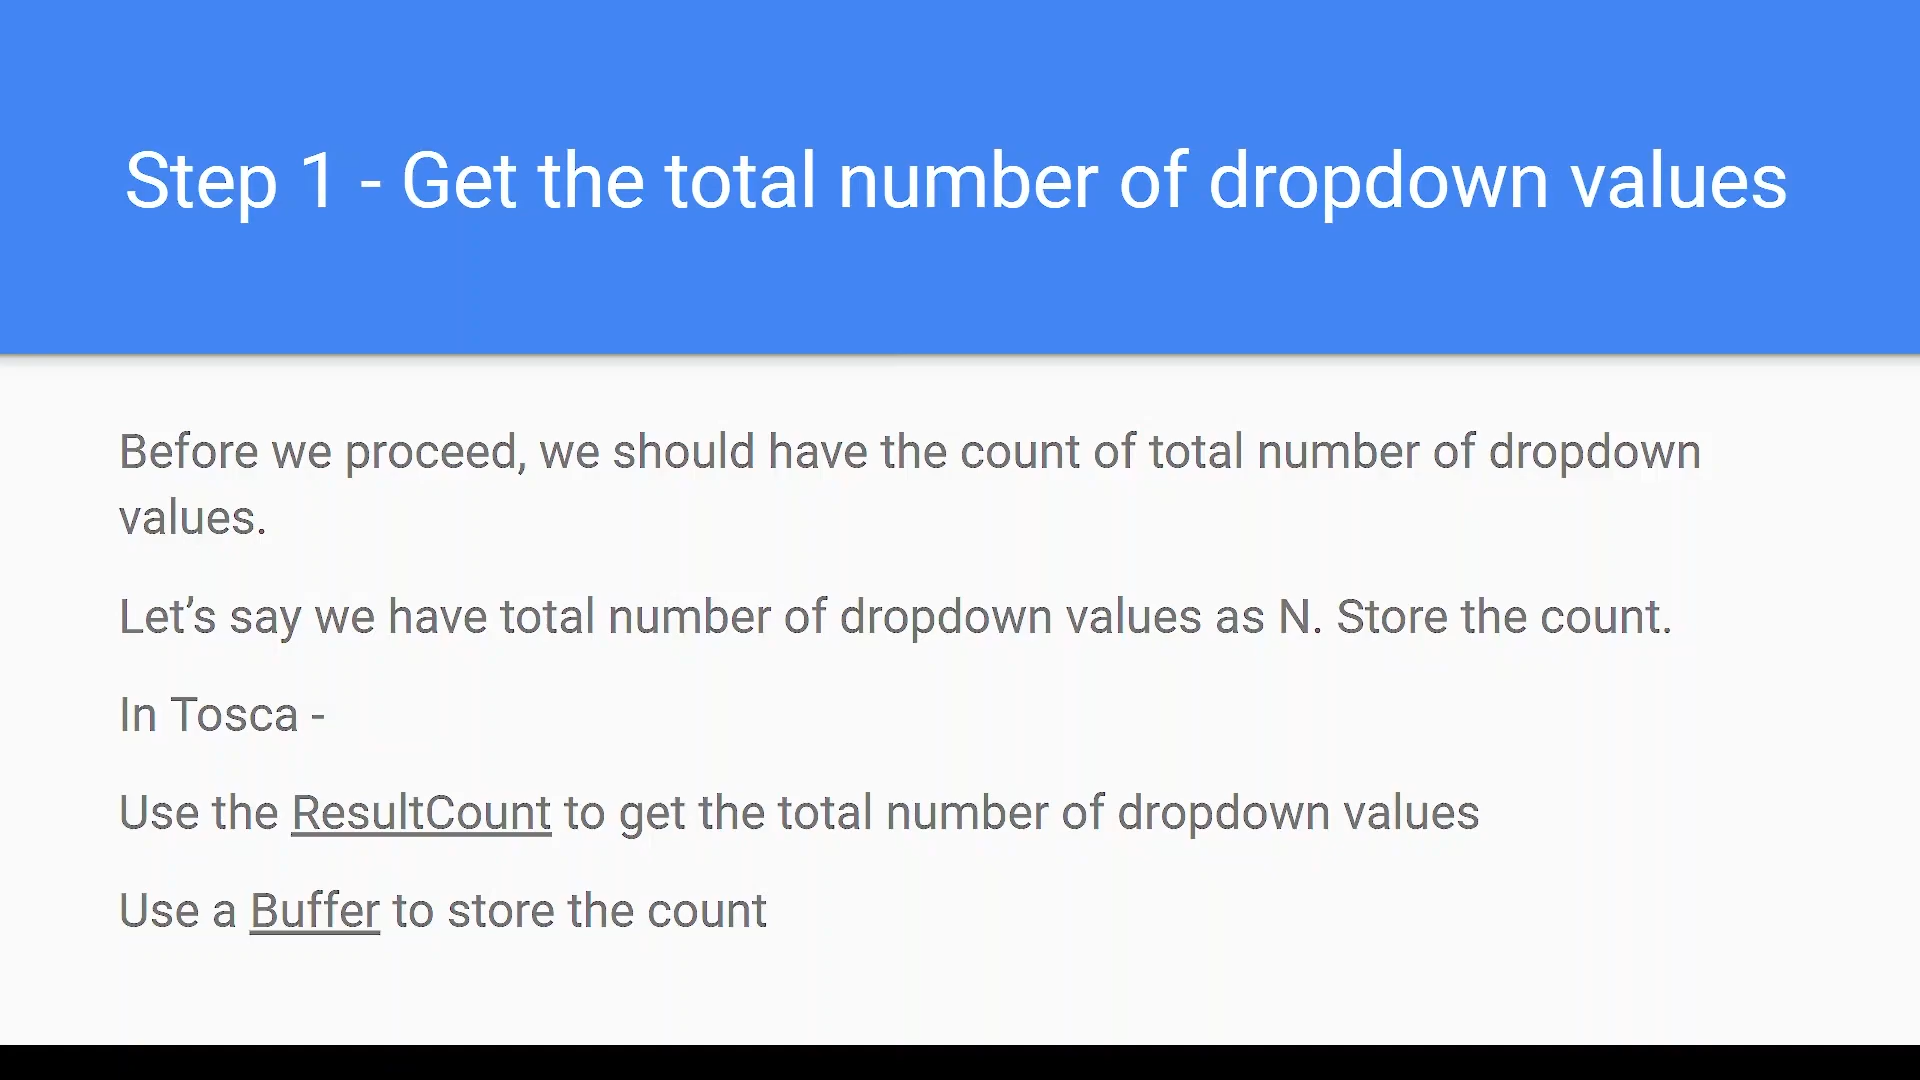 Step 1 - Get the total number of dropdown values
Before we proceed, we should have the count of total number of dropdown
values.
Let’s say we have total number of dropdown values as N. Store the count.
In Tosca -
Use the ResultCount to get the total number of dropdown values
Use a Buffer to store the count